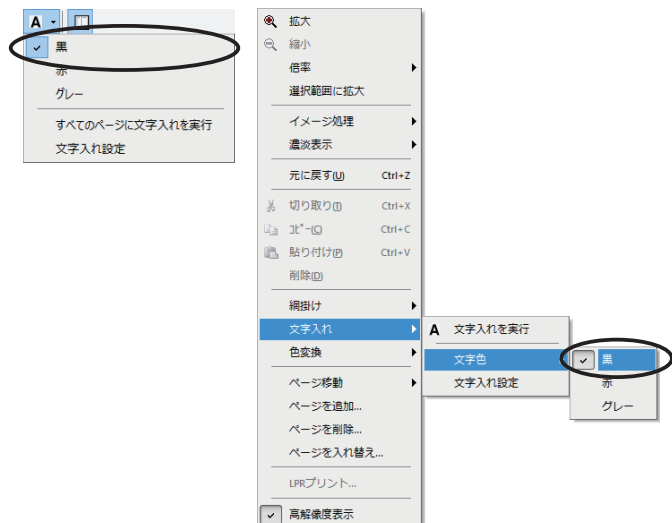 A
黒
赤
グレー
すべてのページに文字入れを実行
文字入れ設定
拡大
縮小
倍率
選択範囲に拡大
イメージ処理
濃淡表示
元に戻す(U) Ctrl+Z
切り取り(T) Ctrl+X
ｺﾋﾟｰ(C) Ctrl+C
貼り付け(P) Ctrl+V
削除(D)
網掛け
文字入れ
色変換
ページ移動
ページを追加...
ページを削除...
ページを入れ替え...
LPRプリント...
高解像度表示
A 文字入れを実行
文字色
文字入れ設定
黒
赤
グレー